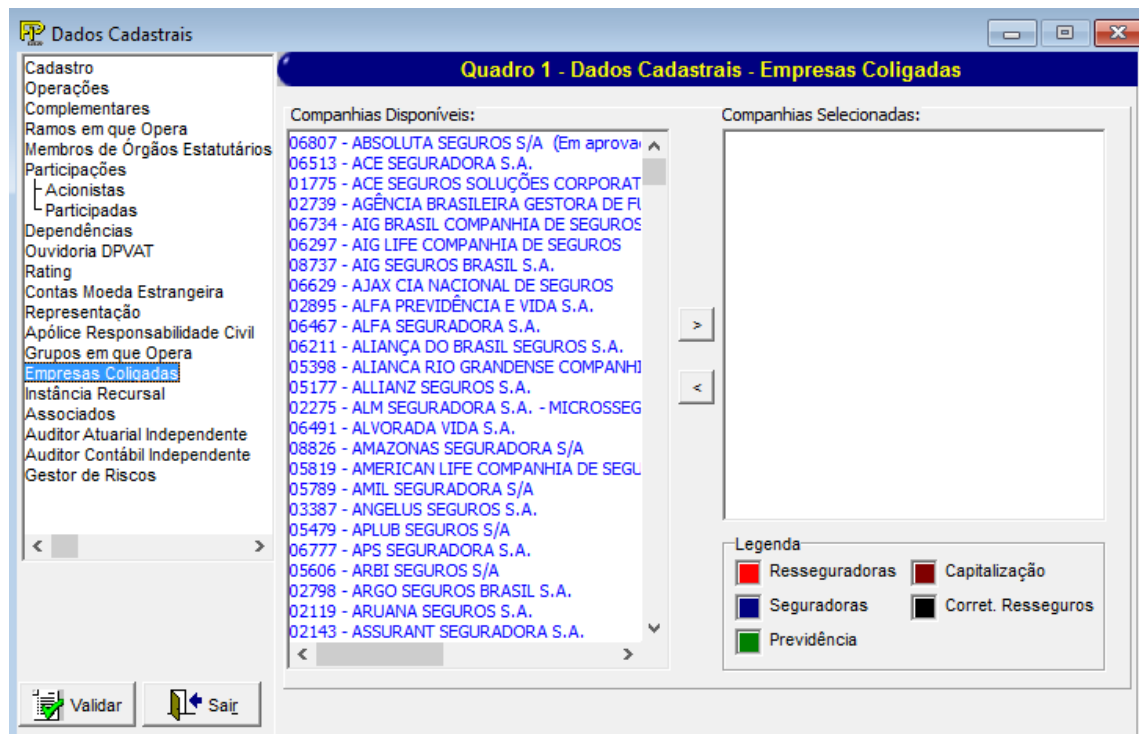 Dados Cadastrais
Cadastro
Operações
Complementares
Ramos em que Opera
Membros de Órgãos Estatutários
Participações
Acionistas
Participadas
Dependências
Ouvidoria DPVAT
Rating
Contas Moeda Estrangeira
Representação
Apólice Responsabilidade Civil
Grupos em que Opera
Empresas Coligadas
Instância Recursal
Associados
Auditor Atuarial Independente
Auditor Contábil Independente
Gestor de Riscos
Validar
Sair
Quadro 1 - Dados Cadastrais - Empresas Coligadas
Companhias Disponíveis:
06807 - ABSOLUTA SEGUROS S/A (Em aprova
06513 - ACE SEGURADORA S.A.
01775 - ACE SEGUROS SOLUÇÕES CORPORAT
02739 - AGÊNCIA BRASILEIRA GESTORA DE FU
06734 - AIG BRASIL COMPANHIA DE SEGUROS
06297 - AIG LIFE COMPANHIA DE SEGUROS
08737 - AIG SEGUROS BRASIL S.A.
06629 - AJAX CIA NACIONAL DE SEGUROS
02895 - ALFA PREVIDÊNCIA E VIDA S.A.
06467 - ALFA SEGURADORA S.A.
06211 - ALIANÇA DO BRASIL SEGUROS S.A.
05398 - ALIANCA RIO GRANDENSE COMPANHI
05177 - ALLIANZ SEGUROS S.A.
02275 - ALM SEGURADORA S.A. - MICROSSEG
06491 - ALVORADA VIDA S.A.
08826 - AMAZONAS SEGURADORA S/A
05819 - AMERICAN LIFE COMPANHIA DE SEGU
05789 - AMIL SEGURADORA S/A
03387 - ANGELUS SEGUROS S.A.
05479 - APLUB SEGUROS S/A
06777 - APS SEGURADORA S.A.
05606 - ARBI SEGUROS S/A
02798 - ARGO SEGUROS BRASIL S.A.
02119 - ARUANA SEGUROS S.A.
02143 - ASSURANT SEGURADORA S.A.
>
<
Companhias Selecionadas:
Legenda
Resseguradoras
Capitalização
Seguradoras
Corret. Resseguros
Previdência